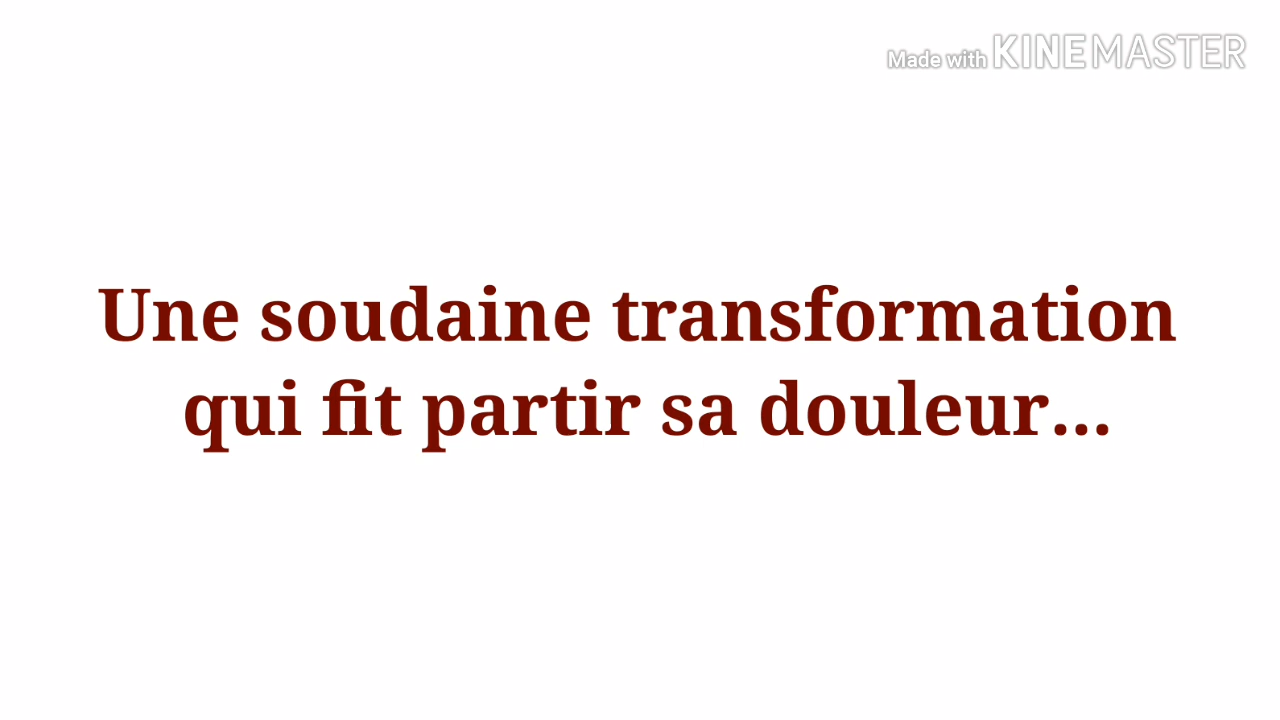 Made with KINEMASTER
Une soudaine transformation
qui fit partir sa douleur...